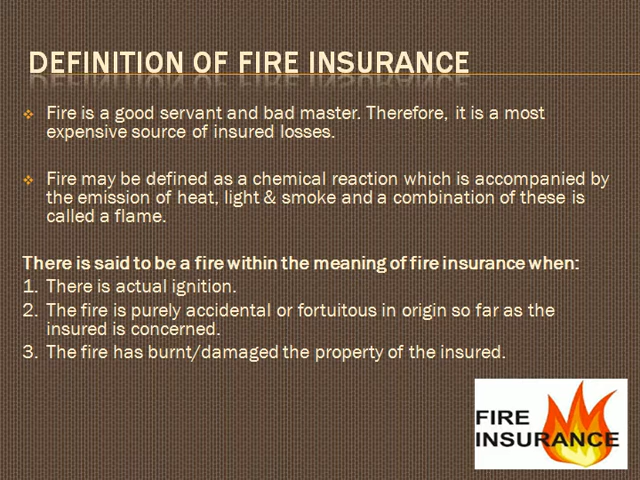 DEFINITION OF FIRE INSURANCE
❖ Fire is a good servant and bad master. Therefore, it is a most
expensive source of insured losses.
❖ Fire may be defined as a chemical reaction which is accompanied by
the emission of heat, light & smoke and a combination of these is
called a flame.
There is said to be a fire within the meaning of fire insurance when:
1. There is actual ignition.
2. The fire is purely accidental or fortuitous in origin so far as the
insured is concerned.
3. The fire has burnt/damaged the property of the insured.
FIRE
INSURANCE